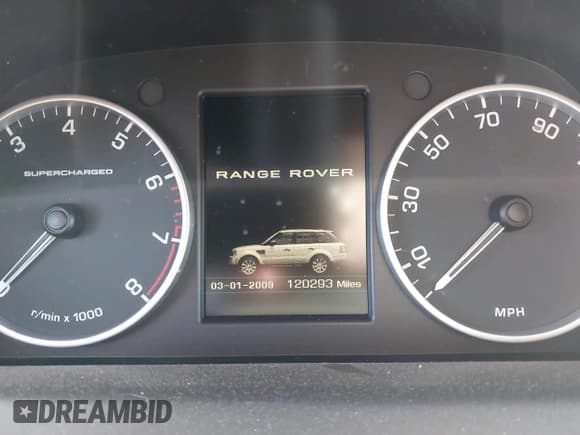 3 4 5 6 7 8
SUPERCHARGED
0
r/min x 1000
RANGE ROVER
03-01-2009 120293 Miles
10 30 50 70 90
MPH
DREAMBID